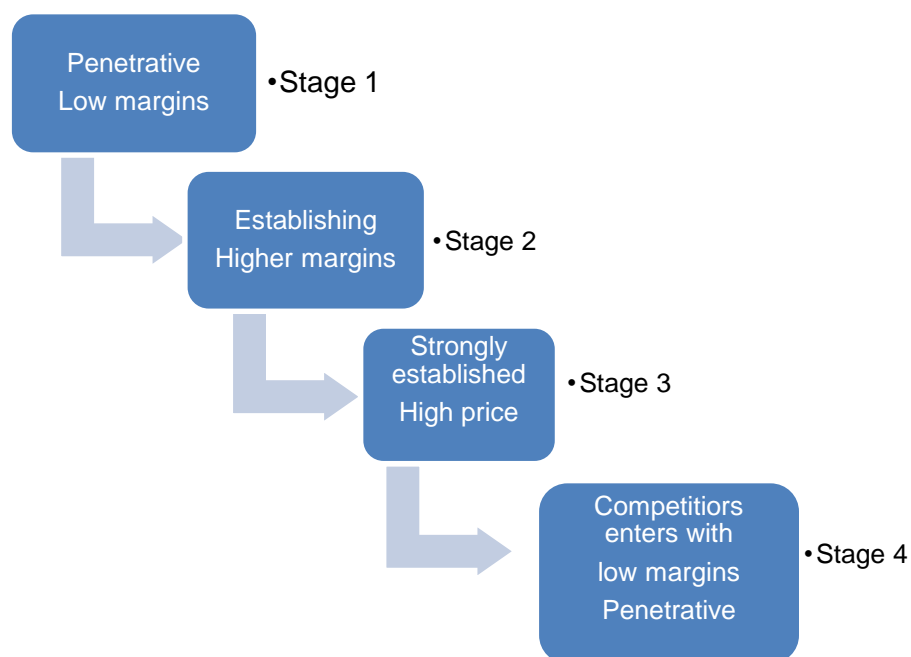 Penetrative
Low margins
•Stage 1
Establishing
Higher margins
•Stage 2
Strongly
established
High price
•Stage 3
Competitiors
enters with
low margins
Penetrative
•Stage 4